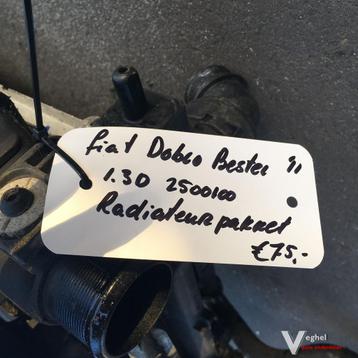 fiat Doblo Bestel 11
1.3D 2500100
Radiateurpakket
€75,-
Veghel